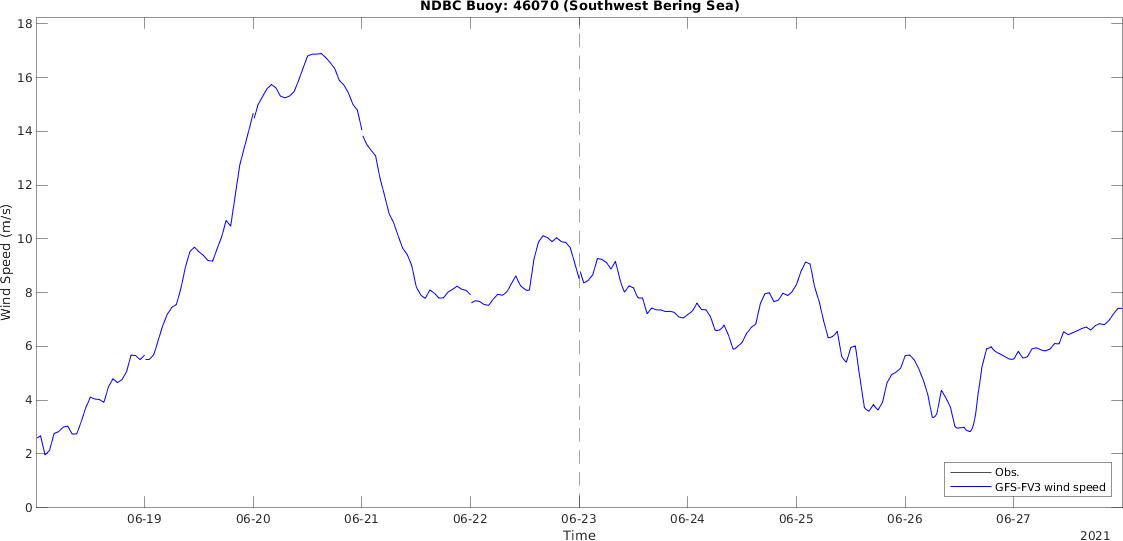 NDBC Buoy: 46070 (Southwest Bering Sea)
18
16
14
12
10
8
6
4
2
0
Wind Speed (m/s)
Obs.
GFS-FV3 wind speed
06-19 06-20 06-21 06-22 06-23 06-24 06-25 06-26 06-27
Time
2021